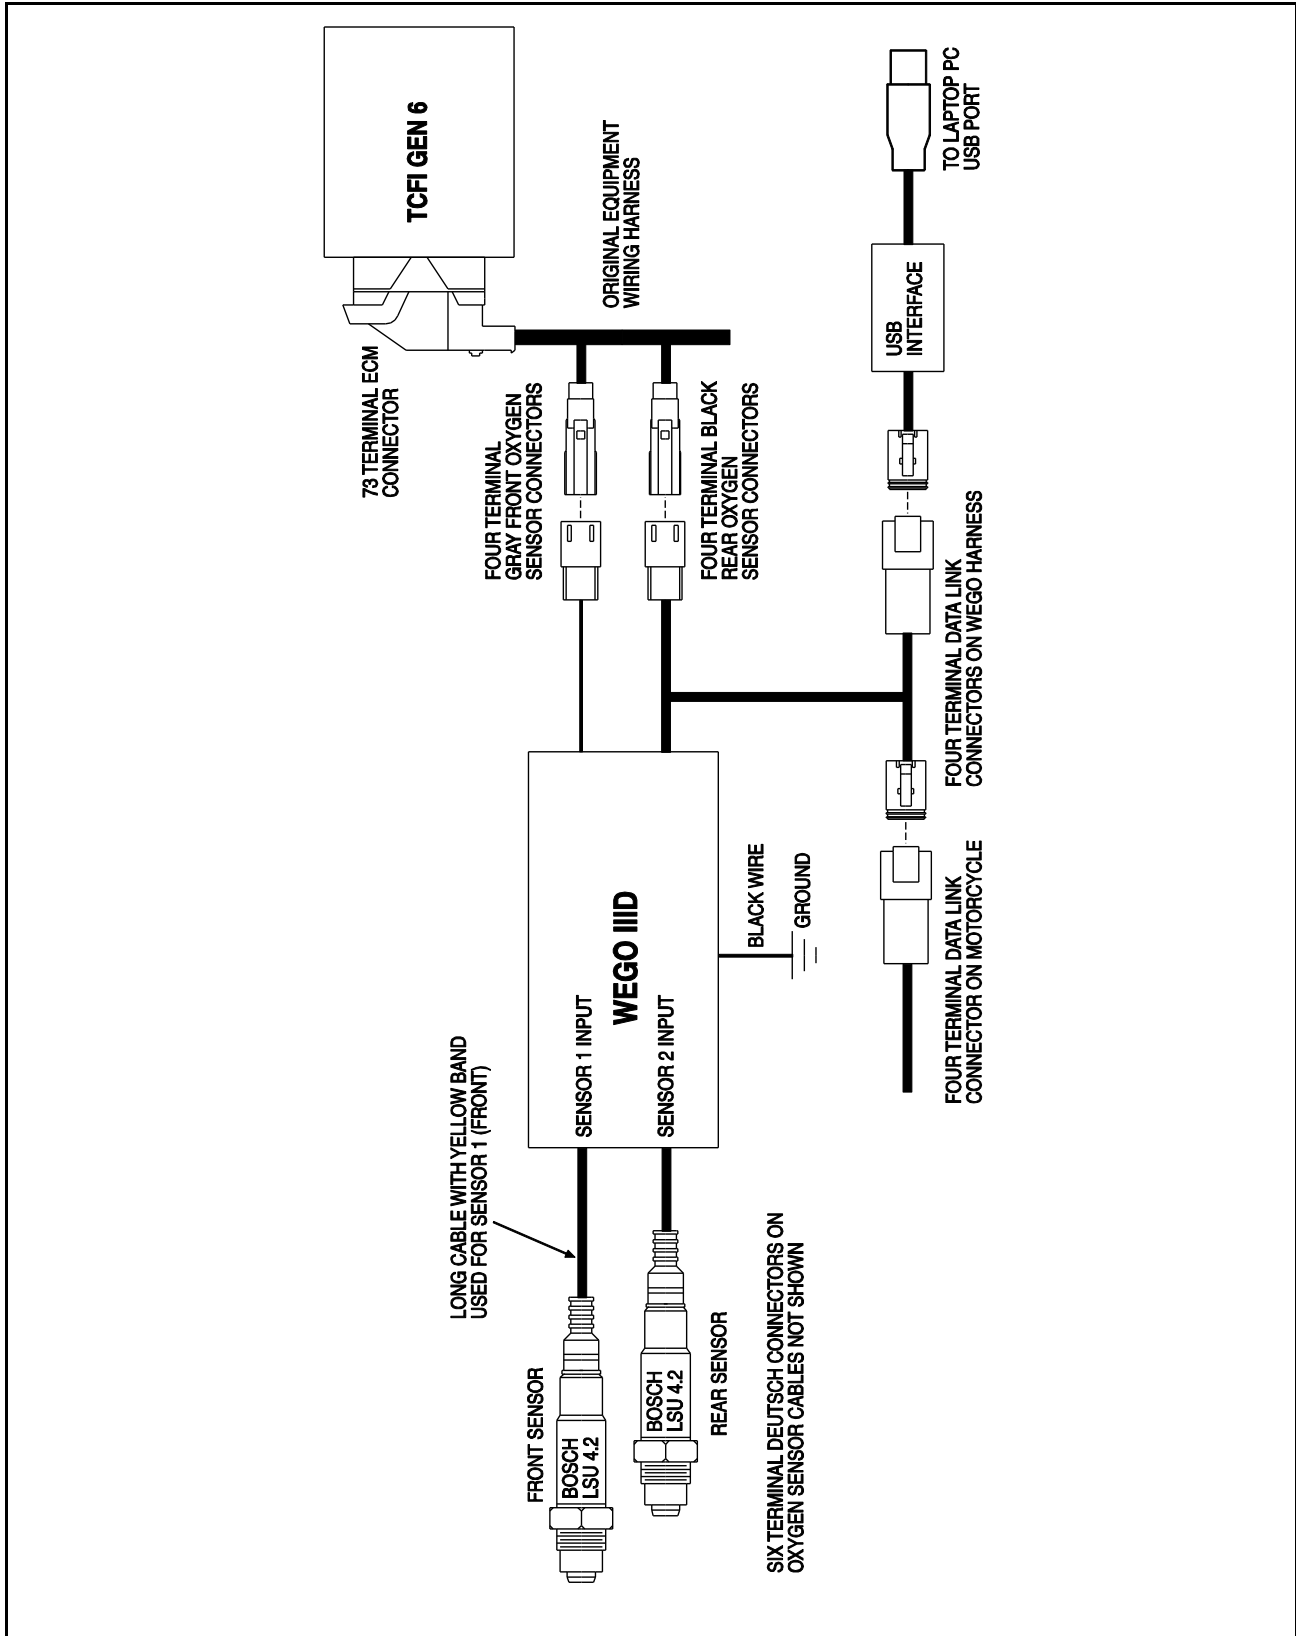 TCFI GEN 6
73 TERMINAL ECM
CONNECTOR
ORIGINAL EQUIPMENT
WIRING HARNESS
TO LAPTOP PC
USB PORT
USB
INTERFACE
FOUR TERMINAL
GRAY FRONT OXYGEN
SENSOR CONNECTORS
FOUR TERMINAL BLACK
REAR OXYGEN
SENSOR CONNECTORS
FOUR TERMINAL DATA LINK
CONNECTORS ON WEGO HARNESS
WEGO IIID
SENSOR 1 INPUT
SENSOR 2 INPUT
BLACK WIRE
GROUND
FOUR TERMINAL DATA LINK
CONNECTOR ON MOTORCYCLE
LONG CABLE WITH YELLOW BAND
USED FOR SENSOR 1 (FRONT)
FRONT SENSOR
BOSCH
LSU 4.2
BOSCH
LSU 4.2
REAR SENSOR
SIX TERMINAL DEUTSCH CONNECTORS ON
OXYGEN SENSOR CABLES NOT SHOWN